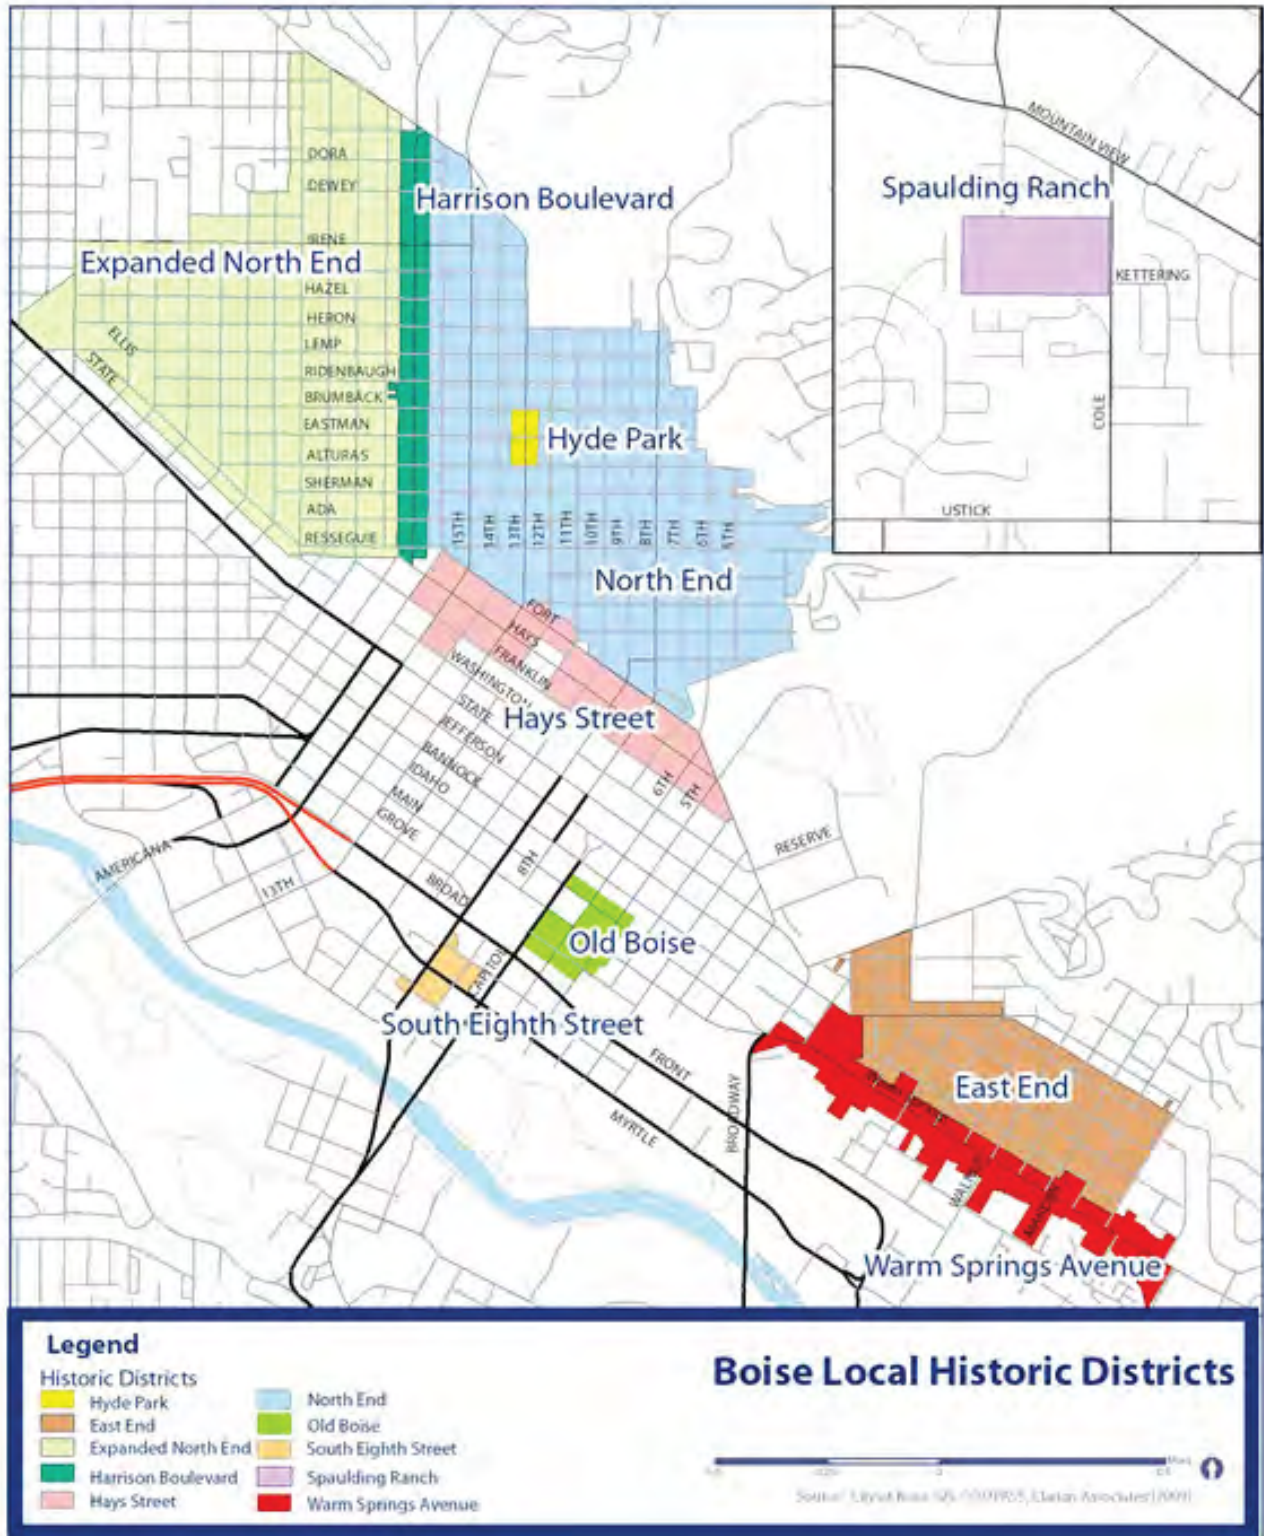 MOUNTAIN VIEW
Spaulding Ranch
KETTERING
COLE
USTICK
DORA
DEWEY
Harrison Boulevard
IRENE
Expanded North End
HAZEL
HERON
LEMP
ELLIS
STATE
RIDENBAUGH
BRUMBACK
EASTMAN
Hyde Park
ALTURAS
SHERMAN
ADA
RESSEGUIE
15TH
14TH
13TH
12TH
11TH
10TH
9TH
8TH
7TH
6TH
5TH
North End
FORT
HAYS
FRANKLIN
WASHINGTON
STATE
Hays Street
JEFFERSON
BANNOCK
IDAHO
MAIN
GROVE
6TH
5TH
RESERVE
AMERICANA
13TH
BROAD
8TH
CAPITOL
Old Boise
South Eighth Street
FRONT
MYRTLE
BROADWAY
East End
Warm Springs Avenue
Legend
Historic Districts
Hyde Park
East End
Expanded North End
Harrison Boulevard
Hays Street
North End
Old Boise
South Eighth Street
Spaulding Ranch
Warm Springs Avenue
Boise Local Historic Districts